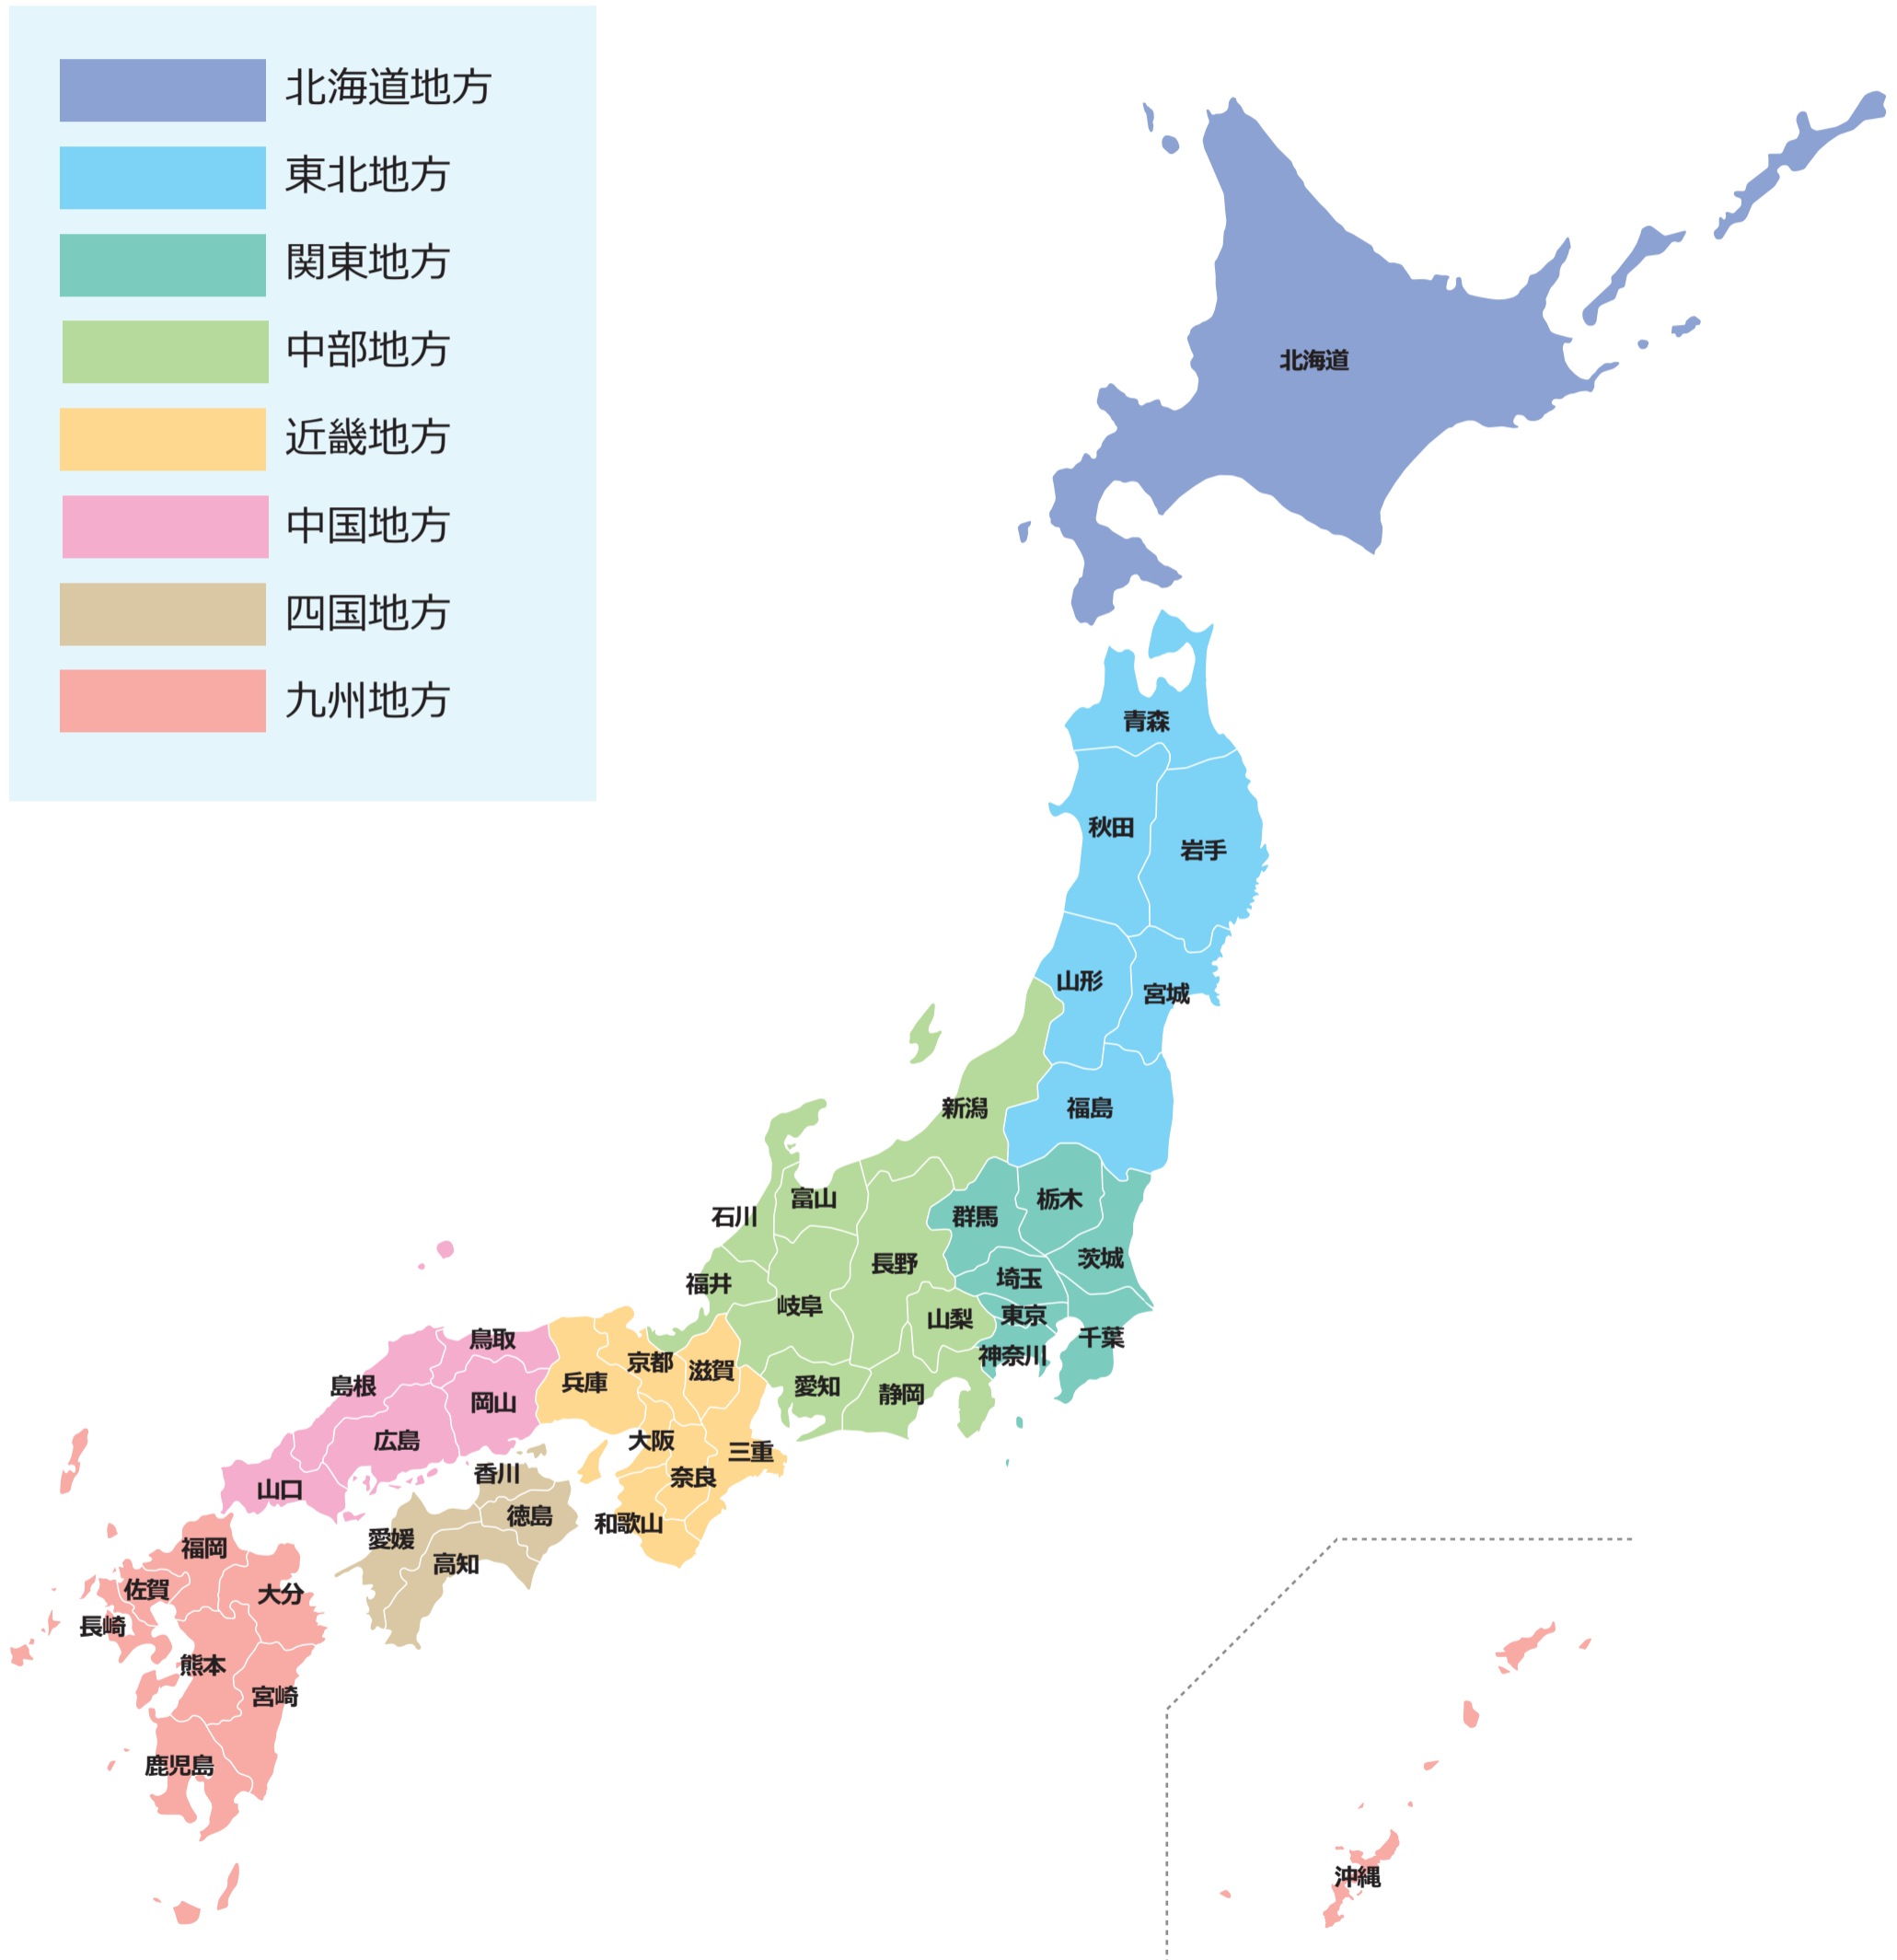 北海道地方
東北地方
関東地方
中部地方
近畿地方
中国地方
四国地方
九州地方
北海道
青森
秋田
岩手
山形
宮城
新潟
福島
富山
石川
群馬
栃木
長野
茨城
福井
埼玉
岐阜
山梨
東京
千葉
鳥取
京都
神奈川
滋賀
兵庫
島根
愛知
静岡
岡山
広島
大阪
三重
香川
奈良
山口
徳島
和歌山
愛媛
福岡
高知
佐賀
大分
長崎
熊本
宮崎
鹿児島
沖縄